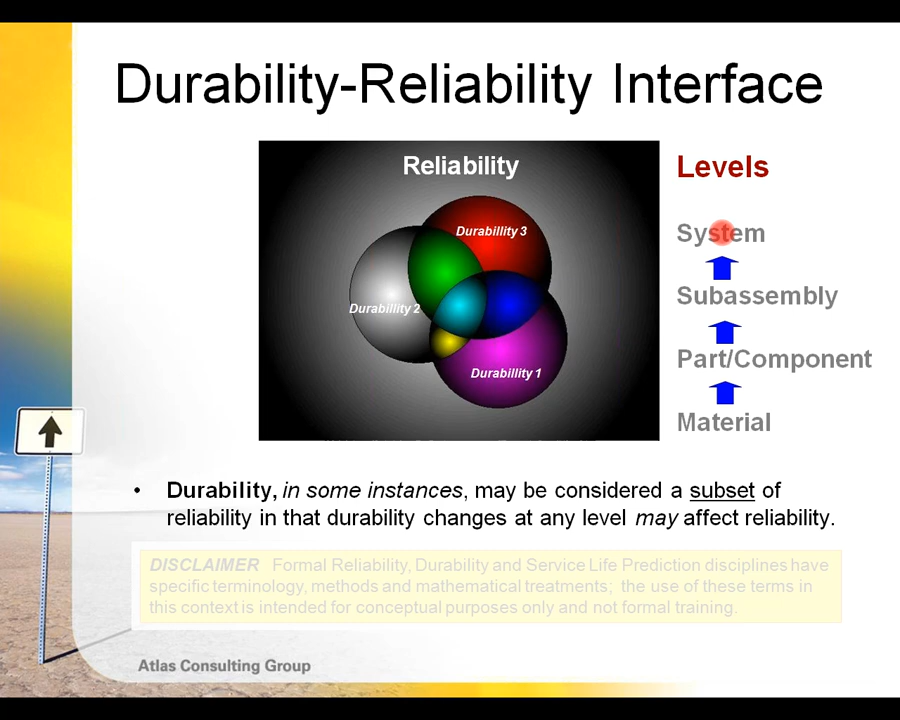 Durability-Reliability Interface
Reliability
Durabillity 3
Durabillity 2
Durabillity 1
Levels
System
Subassembly
Part/Component
Material
• Durability, in some instances, may be considered a subset of
reliability in that durability changes at any level may affect reliability.
DISCLAIMER Formal Reliability, Durability and Service Life Prediction disciplines have
specific terminology, methods and mathematical treatments; the use of these terms in
this context is intended for conceptual purposes only and not formal training.
Atlas Consulting Group